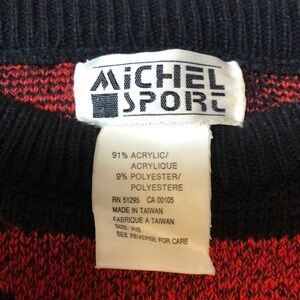 MiCHEL
SPORT
91% ACRYLIC/
ACRYLIQUE
9% POLYESTER/
POLYESTERE
RN 51295 CA 00105
MADE IN TAIWAN
FABRIQUE A TAIWAN
SIZE: P/S
SEE REVERSE FOR CARE